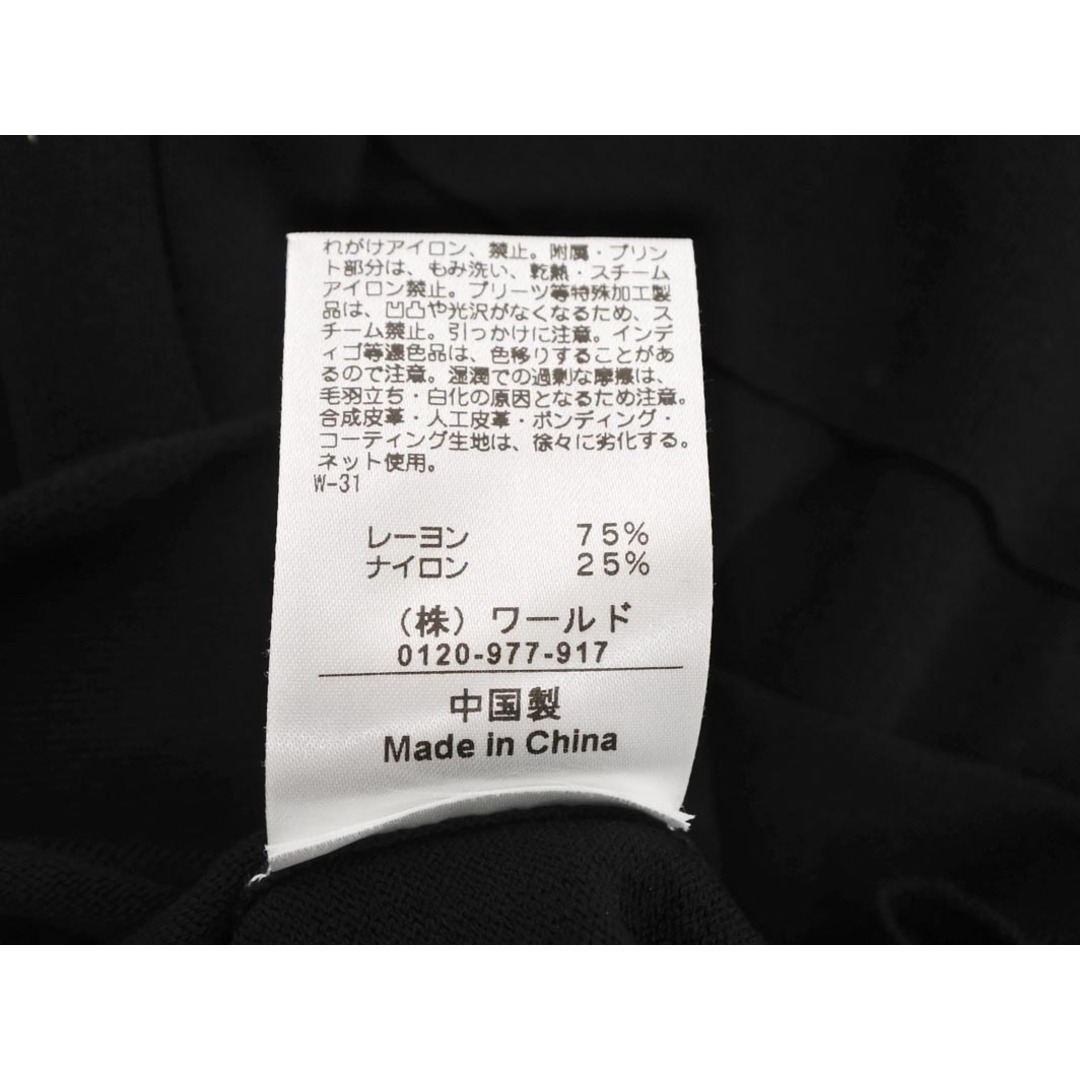 れがけアイロン、禁止。附属・プリン
ト部分は、もみ洗い、乾熱・スチーム
アイロン禁止。プリーツ等特殊加工製
品は、凹凸や光沢がなくなるため、ス
チーム禁止。引っかけに注意。インデ
ィゴ等濃色品は、色移りすることがあ
るので注意。湿潤での過剰な摩擦は、
毛羽立ち・白化の原因となるため注意。
合成皮革・人工皮革・ボンディング・
コーティング生地は、徐々に劣化する。
ネット使用。
W-31
レーヨン 75%
ナイロン 25%
(株) ワールド
0120-977-917
中国製
Made in China